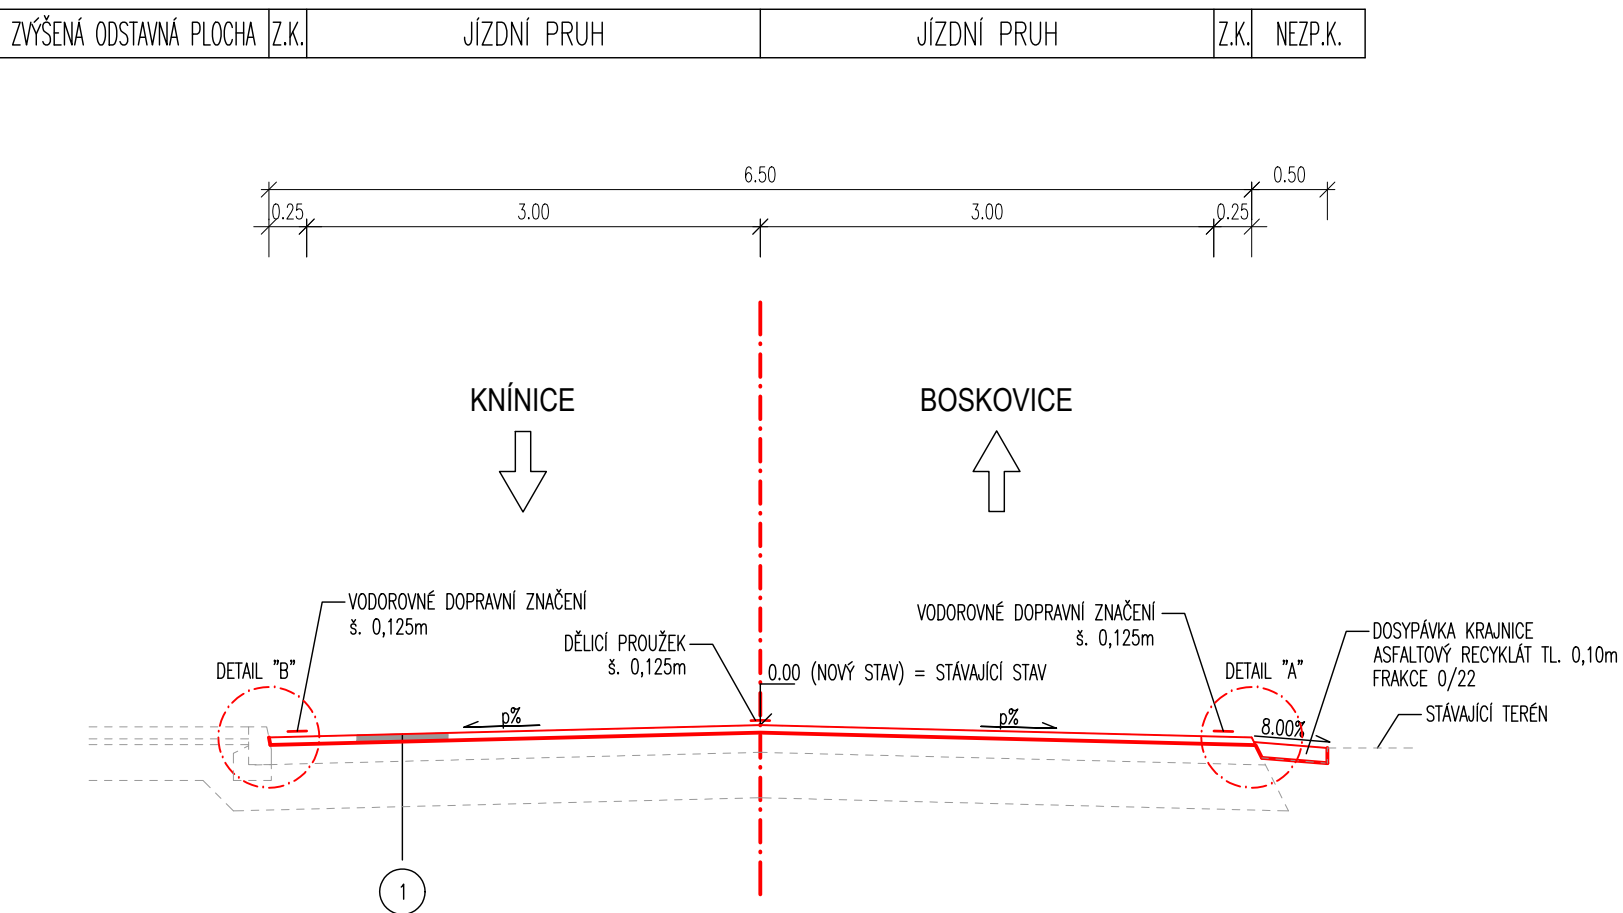 ZVÝŠENÁ ODSTAVNÁ PLOCHA Z.K. JÍZDNÍ PRUH JÍZDNÍ PRUH Z.K. NEZP.K.
6.50 0.50
0.25 3.00 3.00 0.25
KNÍNICE BOSKOVICE
VODOROVNÉ DOPRAVNÍ ZNAČENÍ
š. 0,125m
DĚLICÍ PROUŽEK
š. 0,125m
VODOROVNÉ DOPRAVNÍ ZNAČENÍ
š. 0,125m
DOSYPÁVKA KRAJNICE
ASFALTOVÝ RECYKLÁT TL. 0,10m
FRAKCE 0/22
DETAIL "B"
0.00 (NOVÝ STAV) = STÁVAJÍCÍ STAV
DETAIL "A"
STÁVAJÍCÍ TERÉN
p% p% 8.00%
1